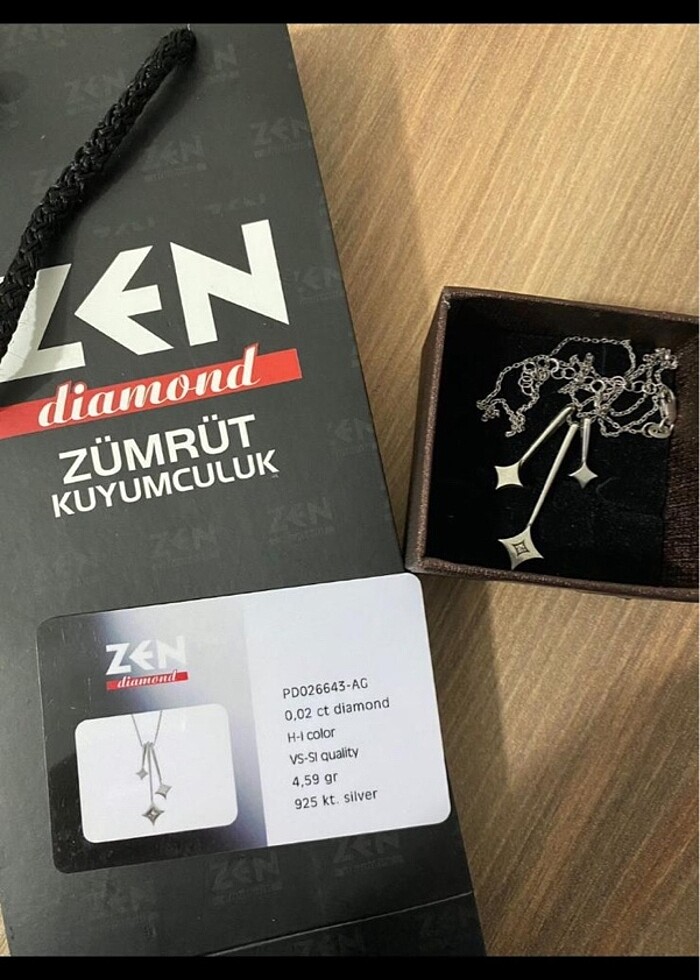 ZEN
diamond
ZÜMRÜT
KUYUMCULUK
ZEN
diamond
PD026643-AG
0,02 ct diamond
H-I color
VS-SI quality
4,59 gr
925 kt. silver